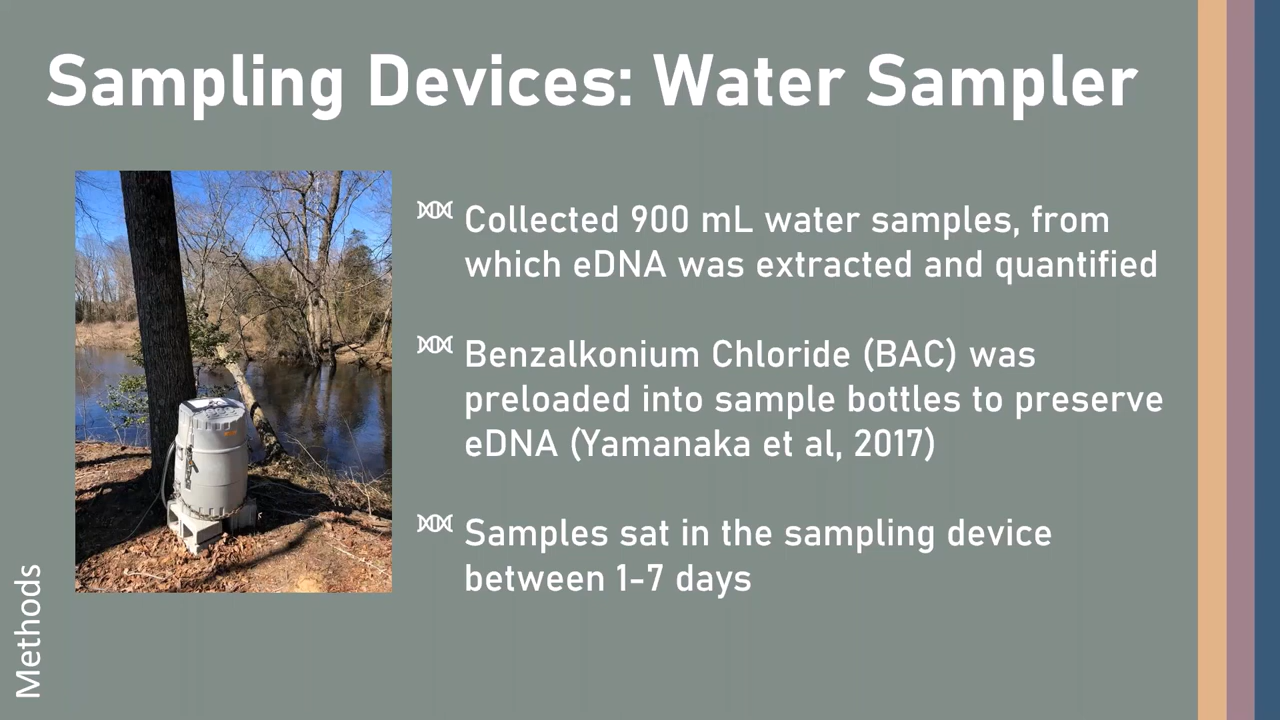 Sampling Devices: Water Sampler
Collected 900 mL water samples, from
which eDNA was extracted and quantified
Benzalkonium Chloride (BAC) was
preloaded into sample bottles to preserve
eDNA (Yamanaka et al, 2017)
Samples sat in the sampling device
between 1-7 days
Methods